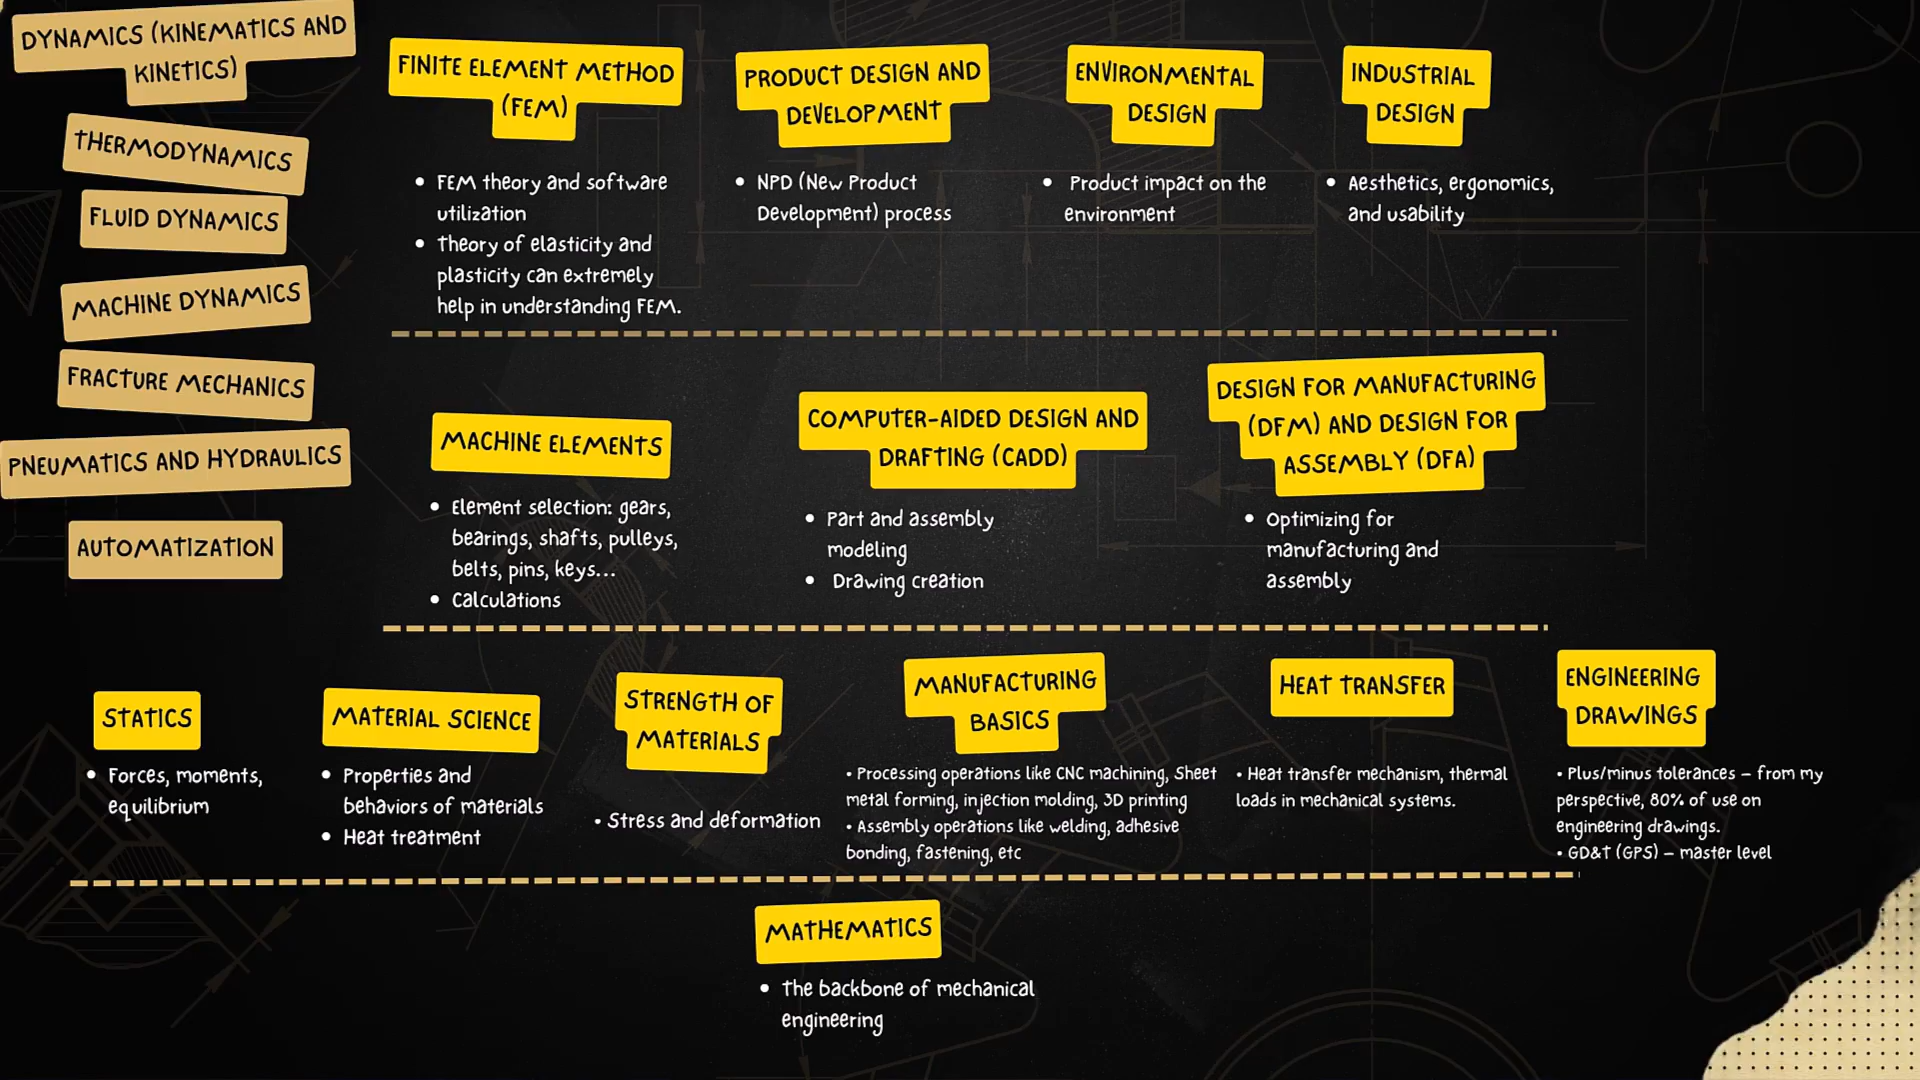 DYNAMICS (KINEMATICS AND
KINETICS)
THERMODYNAMICS
FLUID DYNAMICS
MACHINE DYNAMICS
FRACTURE MECHANICS
PNEUMATICS AND HYDRAULICS
AUTOMATIZATION
FINITE ELEMENT METHOD
(FEM)
• FEM theory and software
utilization
• Theory of elasticity and
plasticity can extremely
help in understanding FEM.
PRODUCT DESIGN AND
DEVELOPMENT
• NPD (New Product
Development) process
ENVIRONMENTAL
DESIGN
• Product impact on the
environment
INDUSTRIAL
DESIGN
• Aesthetics, ergonomics,
and usability
MACHINE ELEMENTS
• Element selection: gears,
bearings, shafts, pulleys,
belts, pins, keys...
• Calculations
COMPUTER-AIDED DESIGN AND
DRAFTING (CADD)
• Part and assembly
modeling
• Drawing creation
DESIGN FOR MANUFACTURING
(DFM) AND DESIGN FOR
ASSEMBLY (DFA)
• Optimizing for
manufacturing and
assembly
STATICS
• Forces, moments,
equilibrium
MATERIAL SCIENCE
• Properties and
behaviors of materials
• Heat treatment
STRENGTH OF
MATERIALS
• Stress and deformation
MANUFACTURING
BASICS
• Processing operations like CNC machining, Sheet
metal forming, injection molding, 3D printing
• Assembly operations like welding, adhesive
bonding, fastening, etc
HEAT TRANSFER
• Heat transfer mechanism, thermal
loads in mechanical systems.
ENGINEERING
DRAWINGS
• Plus/minus tolerances – from my
perspective, 80% of use on
engineering drawings.
• GD&T (GPS) – master level
MATHEMATICS
• The backbone of mechanical
engineering